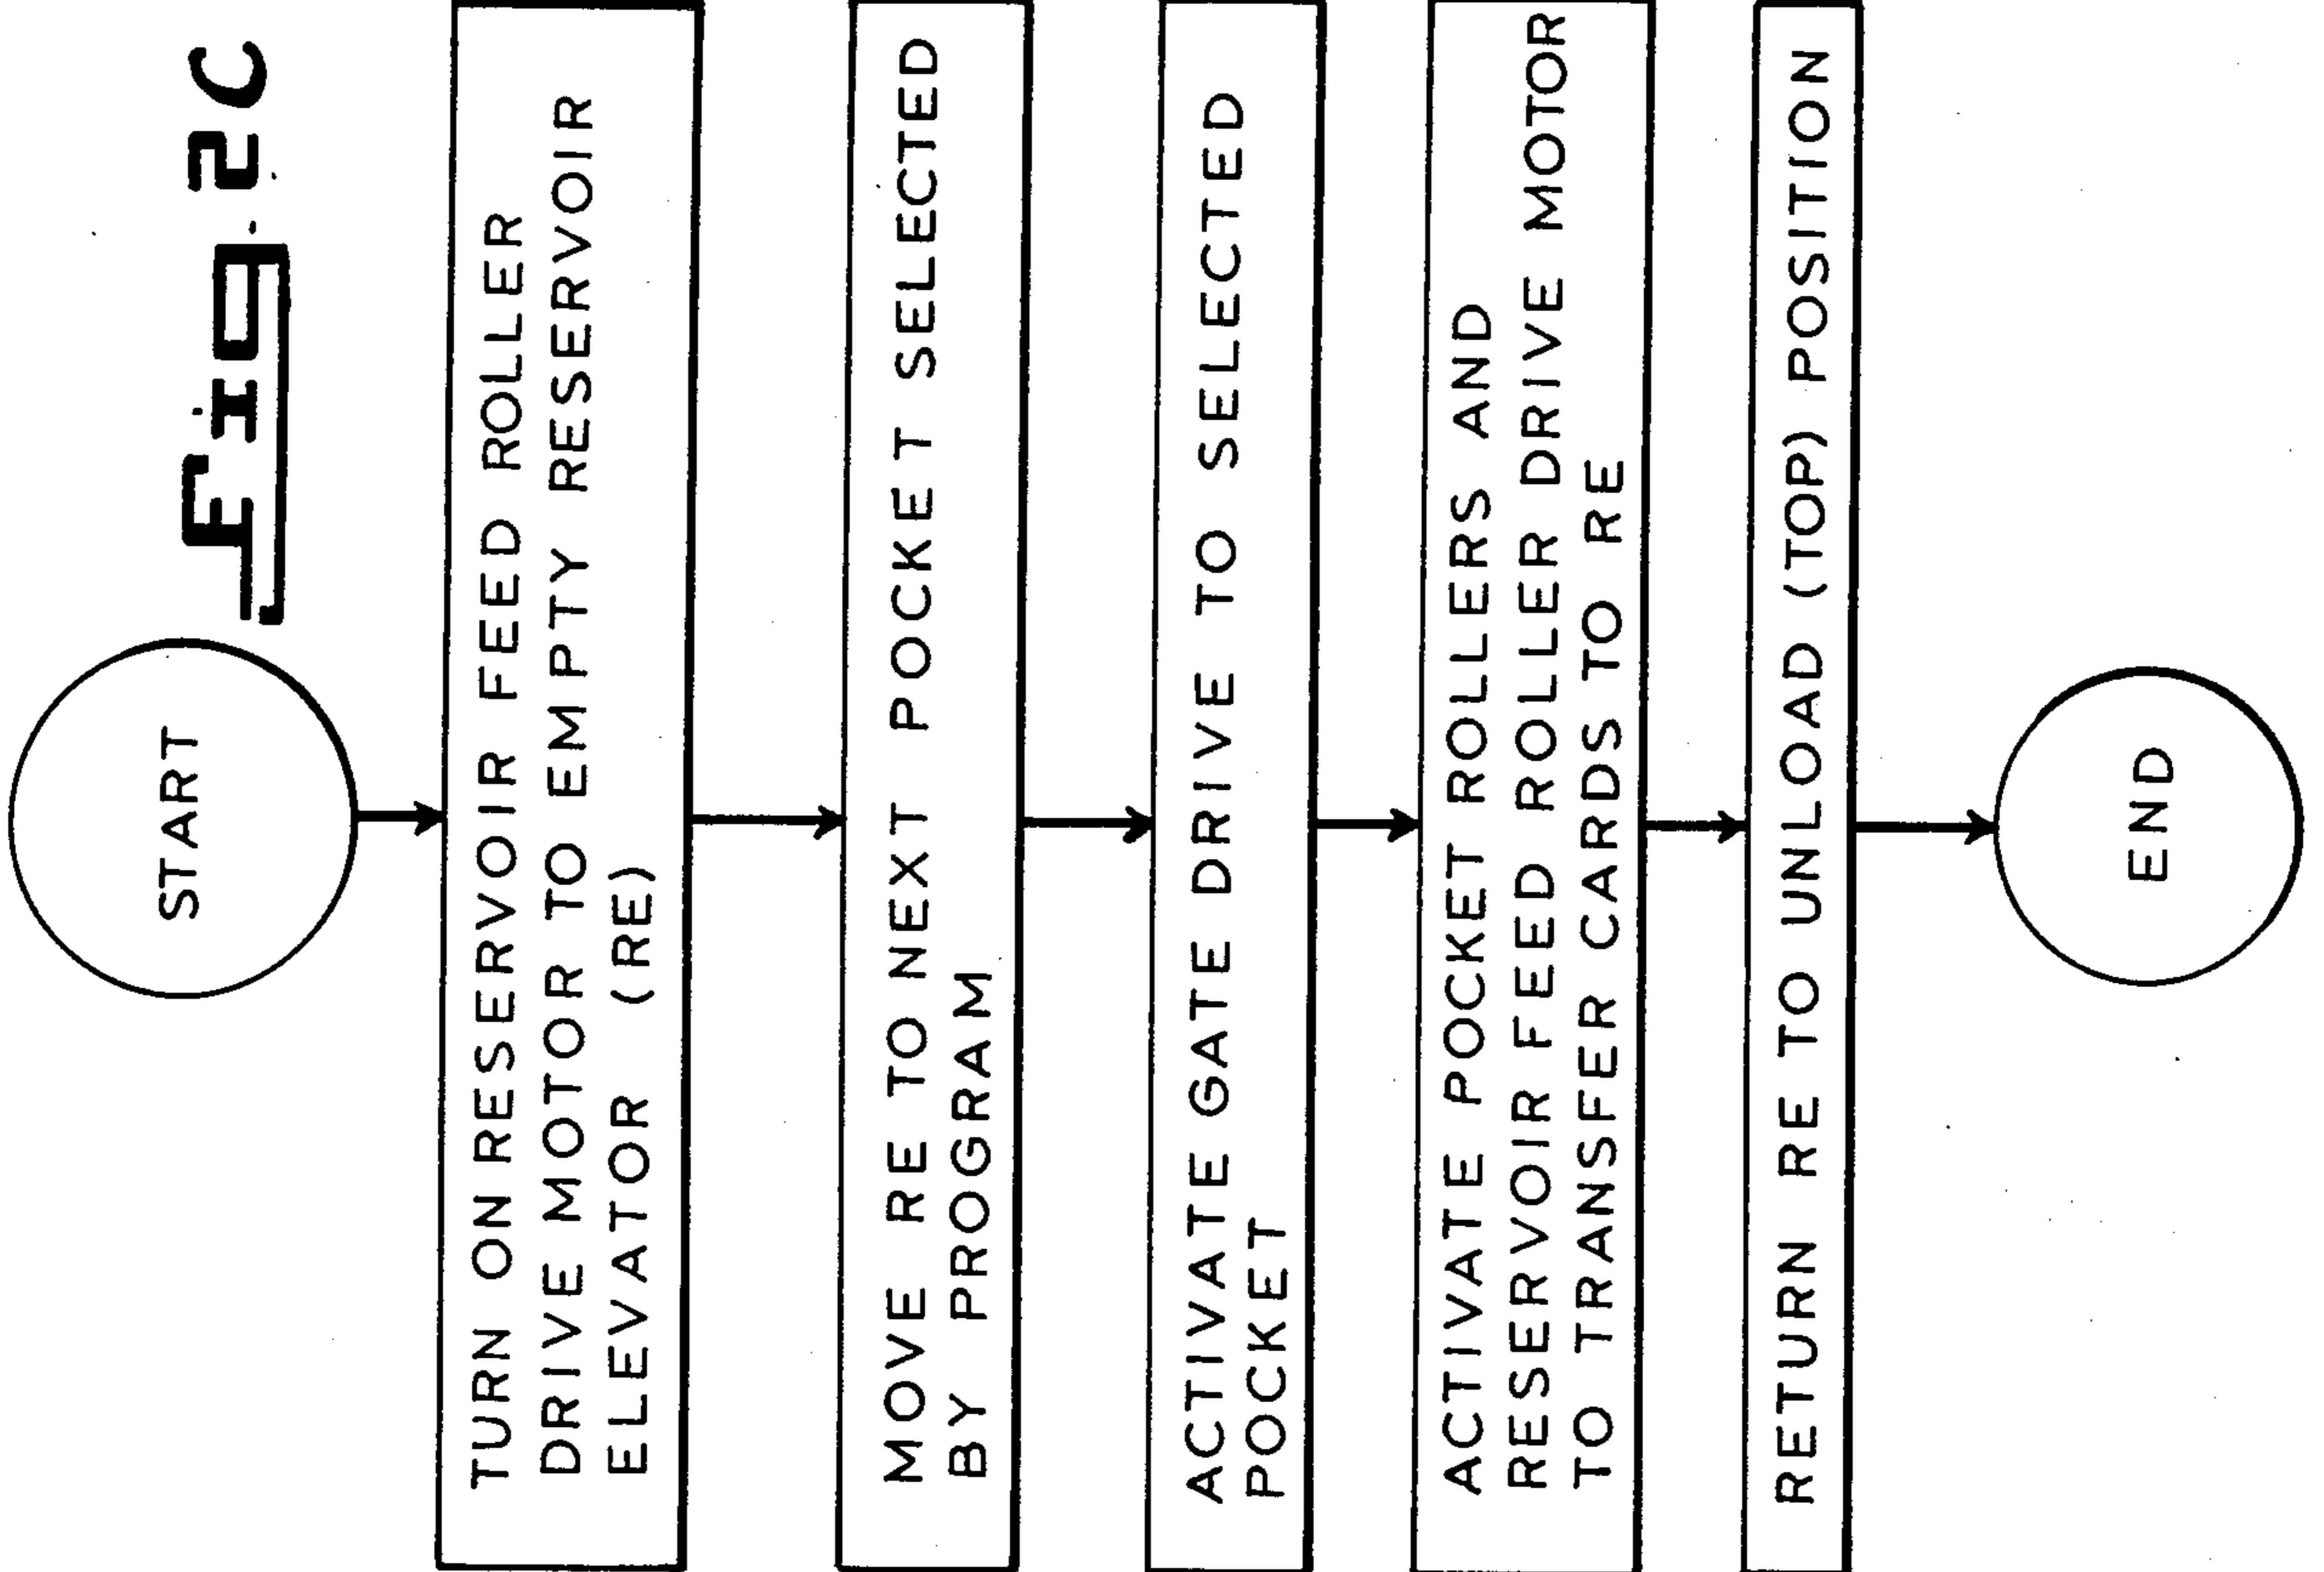 Fig. 2C
START
TURN ON RESERVOIR FEED ROLLER
DRIVE MOTOR TO EMPTY RESERVOIR
ELEVATOR (RE)
MOVE RE TO NEXT POCKET SELECTED
BY PROGRAM
ACTIVATE GATE DRIVE TO SELECTED
POCKET
ACTIVATE POCKET ROLLERS AND
RESERVOIR FEED ROLLER DRIVE MOTOR
TO TRANSFER CARDS TO RE
RETURN RE TO UNLOAD (TOP) POSITION
END